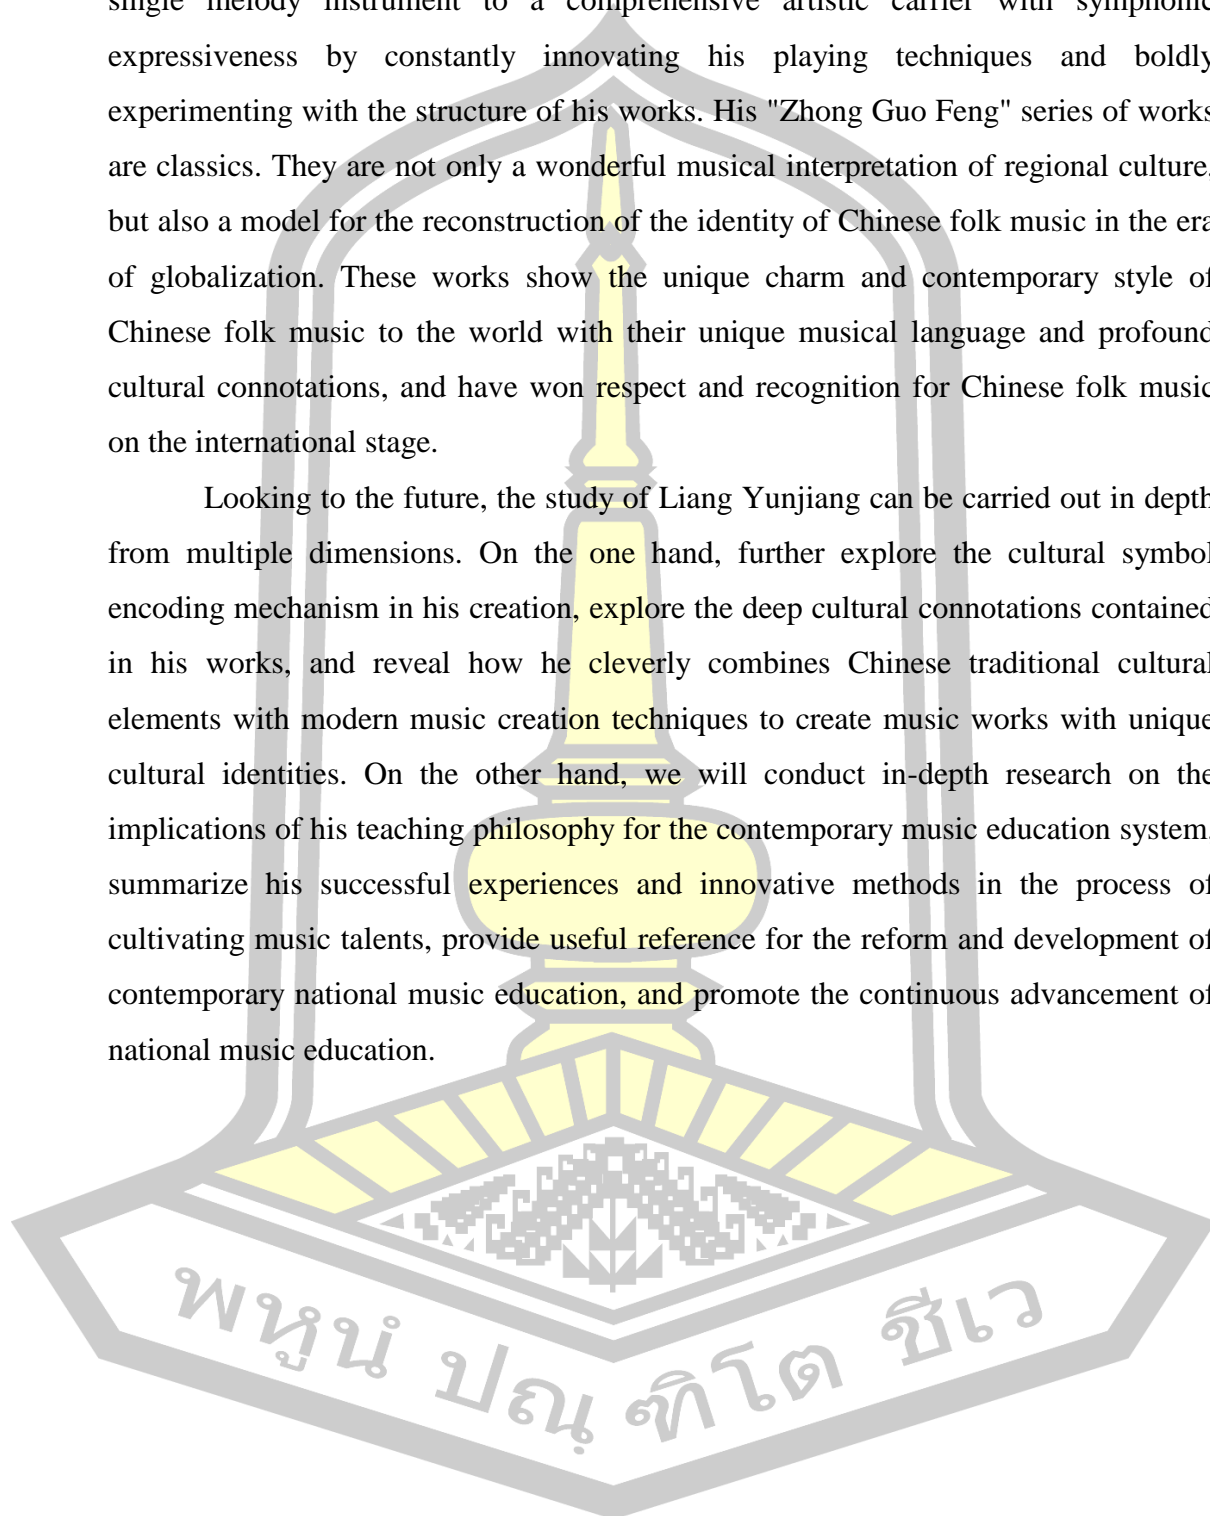 single melody instrument to a comprehensive artistic carrier with symphonic
expressiveness by constantly innovating his playing techniques and boldly
experimenting with the structure of his works. His "Zhong Guo Feng" series of works
are classics. They are not only a wonderful musical interpretation of regional culture,
but also a model for the reconstruction of the identity of Chinese folk music in the era
of globalization. These works show the unique charm and contemporary style of
Chinese folk music to the world with their unique musical language and profound
cultural connotations, and have won respect and recognition for Chinese folk music
on the international stage.
Looking to the future, the study of Liang Yunjiang can be carried out in depth
from multiple dimensions. On the one hand, further explore the cultural symbol
encoding mechanism in his creation, explore the deep cultural connotations contained
in his works, and reveal how he cleverly combines Chinese traditional cultural
elements with modern music creation techniques to create music works with unique
cultural identities. On the other hand, we will conduct in-depth research on the
implications of his teaching philosophy for the contemporary music education system,
summarize his successful experiences and innovative methods in the process of
cultivating music talents, provide useful reference for the reform and development of
contemporary national music education, and promote the continuous advancement of
national music education.
พหูนํ ปณฺ ฑิโต ชีเว